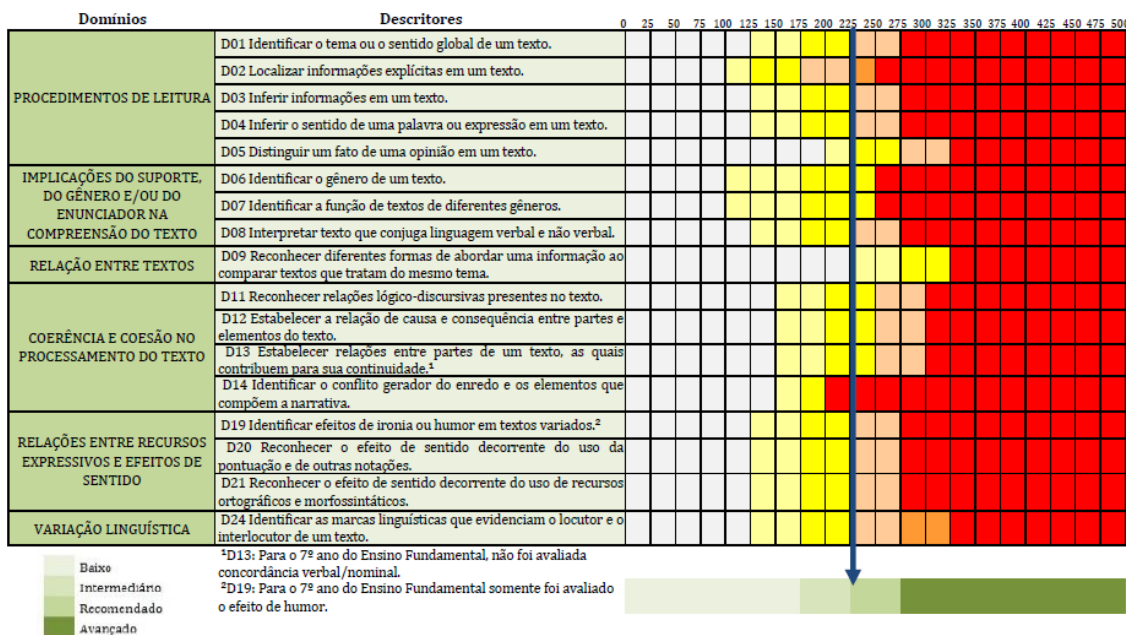 Domínios Descritores 0 25 50 75 100 125 150 175 200 225 250 275 300 325 350 375 400 425 450 475 500
PROCEDIMENTOS DE LEITURA
D01 Identificar o tema ou o sentido global de um texto.
D02 Localizar informações explícitas em um texto.
D03 Inferir informações em um texto.
D04 Inferir o sentido de uma palavra ou expressão em um texto.
D05 Distinguir um fato de uma opinião em um texto.
IMPLICAÇÕES DO SUPORTE,
DO GÊNERO E/OU DO
ENUNCIADOR NA
COMPREENSÃO DO TEXTO
D06 Identificar o gênero de um texto.
D07 Identificar a função de textos de diferentes gêneros.
D08 Interpretar texto que conjuga linguagem verbal e não verbal.
RELAÇÃO ENTRE TEXTOS
D09 Reconhecer diferentes formas de abordar uma informação ao
comparar textos que tratam do mesmo tema.
COERÊNCIA E COESÃO NO
PROCESSAMENTO DO TEXTO
D11 Reconhecer relações lógico-discursivas presentes no texto.
D12 Estabelecer a relação de causa e consequência entre partes e
elementos do texto.
D13 Estabelecer relações entre partes de um texto, as quais
contribuem para sua continuidade.¹
D14 Identificar o conflito gerador do enredo e os elementos que
compõem a narrativa.
RELAÇÕES ENTRE RECURSOS
EXPRESSIVOS E EFEITOS DE
SENTIDO
D19 Identificar efeitos de ironia ou humor em textos variados.²
D20 Reconhecer o efeito de sentido decorrente do uso da
pontuação e de outras notações.
D21 Reconhecer o efeito de sentido decorrente do uso de recursos
ortográficos e morfossintáticos.
VARIAÇÃO LINGUÍSTICA
D24 Identificar as marcas linguísticas que evidenciam o locutor e o
interlocutor de um texto.
Baixo
Intermediário
Recomendado
Avançado
¹D13: Para o 7º ano do Ensino Fundamental, não foi avaliada
concordância verbal/nominal.
²D19: Para o 7º ano do Ensino Fundamental somente foi avaliado
o efeito de humor.